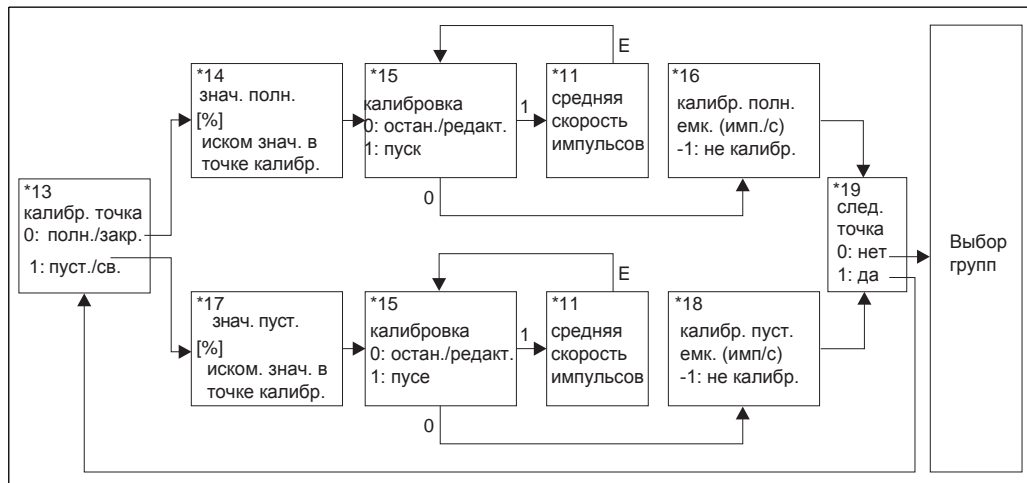 E
*14
знач. полн.
[%]
иском знач. в
точке калибр.
*15
калибровка
0: остан./редакт.
1: пуск
1
0
*11
средняя
скорость
импульсов
*16
калибр. полн.
емк. (имп./с)
-1: не калибр.
*13
калибр. точка
0: полн./закр.
1: пуст./св.
*19
след.
точка
0: нет
1: да
Выбор
групп
E
*17
знач. пуст.
[%]
иском. знач. в
точке калибр.
*15
калибровка
0: остан./редакт.
1: пусе
1
0
*11
средняя
скорость
импульсов
*18
калибр. пуст.
емк. (имп/с)
-1: не калибр.